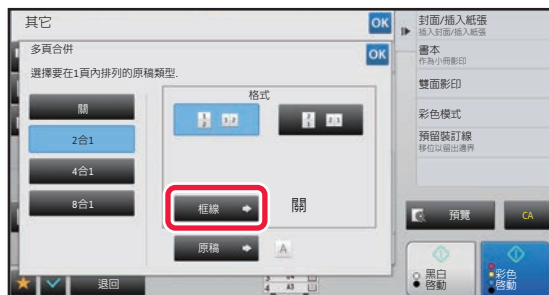 其它
OK
多頁合併
OK
選擇要在1頁內排列的原稿類型.
關
2合1
4合1
8合1
格式
框線
關
原稿
A
退回
封面/插入紙張
插入封面/插入紙張
書本
作為小冊影印
雙面影印
彩色模式
預留裝訂線
移位以留出邊界
預覽
CA
黑白
啓動
彩色
啓動